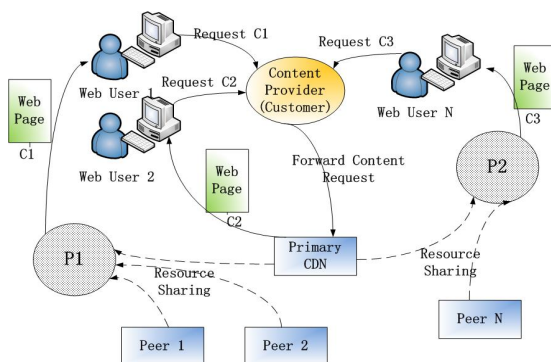 Request C1
Request C3
Web User 1
Request C2
Content
Provider
(Customer)
Web User N
Web
Page
C1
Web
Page
C3
Web User 2
Forward Content
Request
Web
Page
C2
P2
P1
Primary
CDN
Resource
Sharing
Resource
Sharing
Peer 1
Peer 2
Peer N